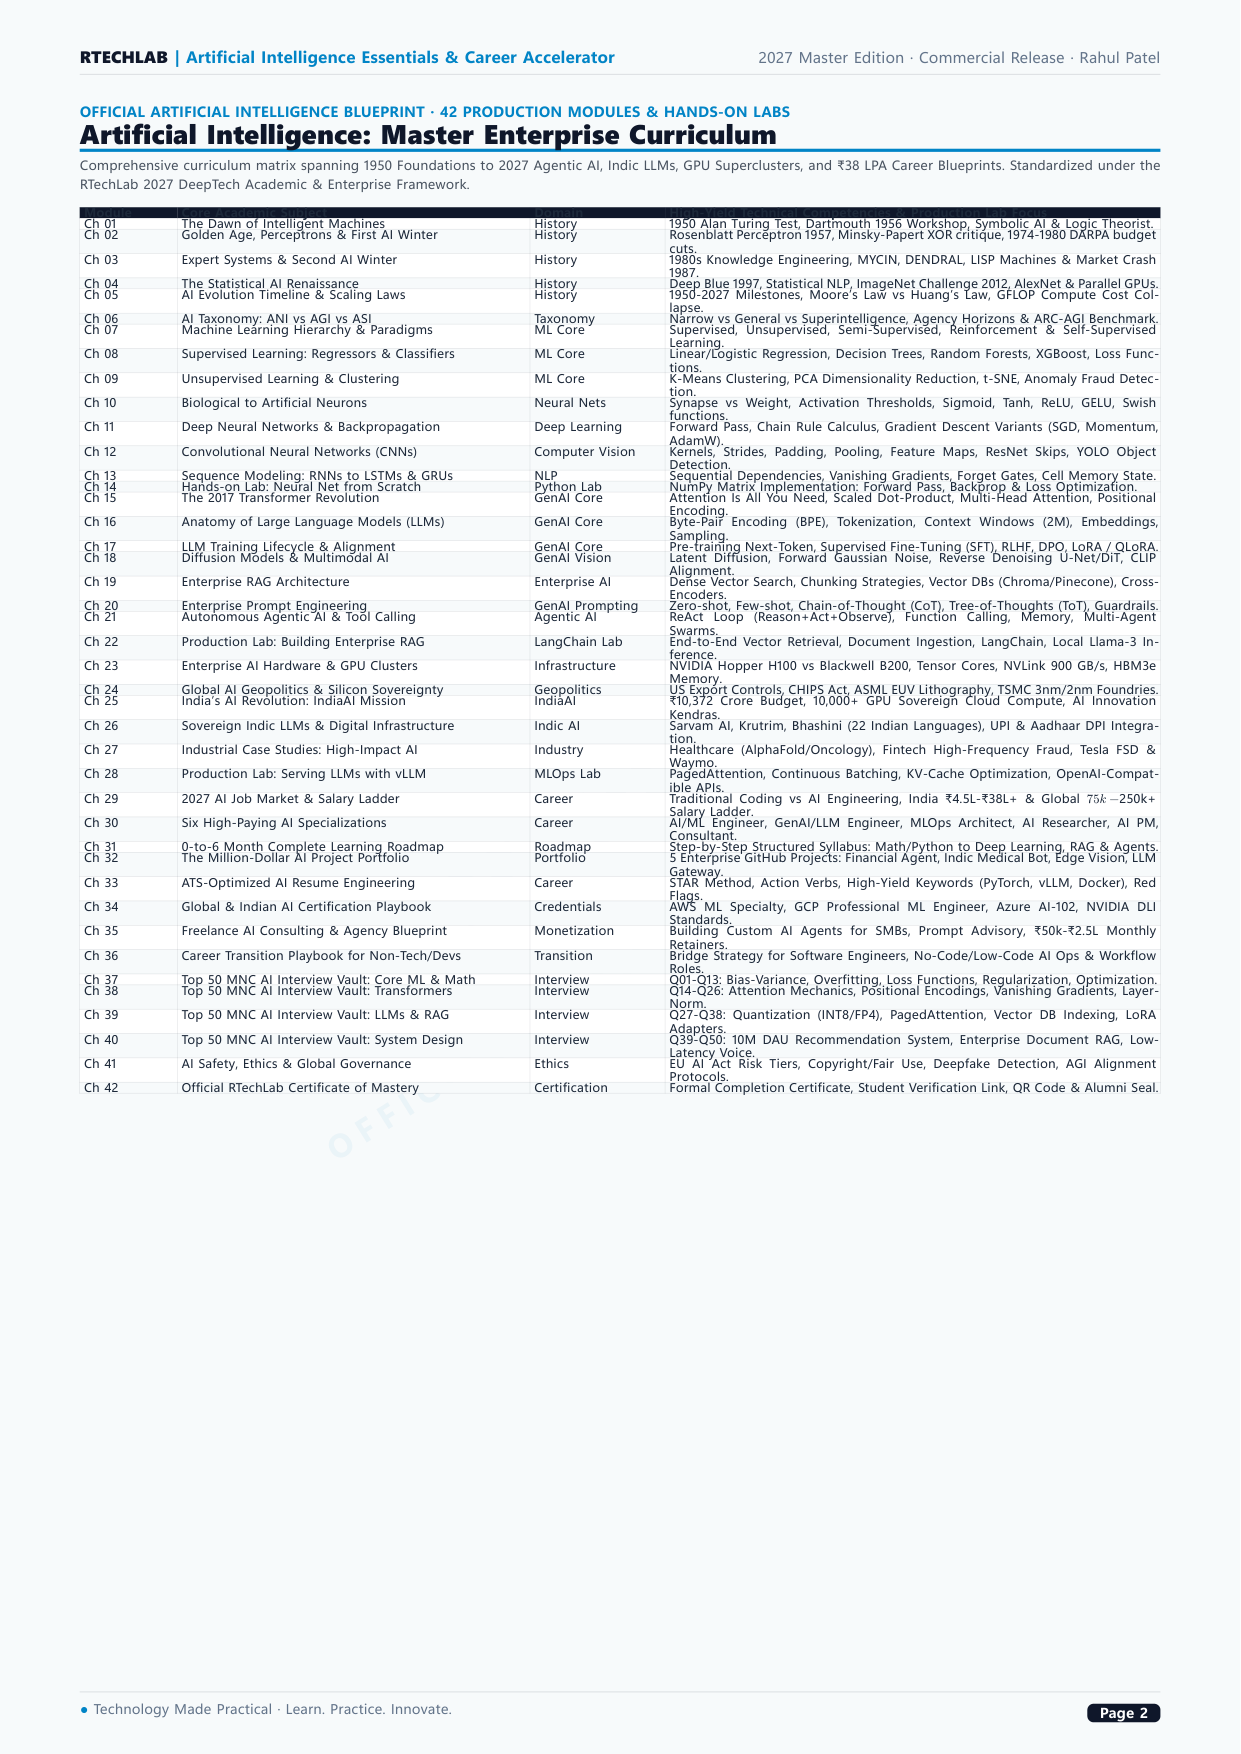 RTECHLAB | Artificial Intelligence Essentials & Career Accelerator 2027 Master Edition · Commercial Release · Rahul Patel
OFFICIAL ARTIFICIAL INTELLIGENCE BLUEPRINT · 42 PRODUCTION MODULES & HANDS-ON LABS
Artificial Intelligence: Master Enterprise Curriculum
Comprehensive curriculum matrix spanning 1950 Foundations to 2027 Agentic AI, Indic LLMs, GPU Superclusters, and ₹38 LPA Career Blueprints. Standardized under the
RTechLab 2027 DeepTech Academic & Enterprise Framework.
Module Core Academic Subject Domain High-Yield Technical Competencies & Production Lab Focus
Ch 01 The Dawn of Intelligent Machines History 1950 Alan Turing Test, Dartmouth 1956 Workshop, Symbolic AI & Logic Theorist.
Ch 02 Golden Age, Perceptrons & First AI Winter History Rosenblatt Perceptron 1957, Minsky-Papert XOR critique, 1974-1980 DARPA budget
cuts.
Ch 03 Expert Systems & Second AI Winter History 1980s Knowledge Engineering, MYCIN, DENDRAL, LISP Machines & Market Crash
1987.
Ch 04 The Statistical AI Renaissance History Deep Blue 1997, Statistical NLP, ImageNet Challenge 2012, AlexNet & Parallel GPUs.
Ch 05 AI Evolution Timeline & Scaling Laws History 1950-2027 Milestones, Moore's Law vs Huang's Law, GFLOP Compute Cost Col-
lapse.
Ch 06 AI Taxonomy: ANI vs AGI vs ASI Taxonomy Narrow vs General vs Superintelligence, Agency Horizons & ARC-AGI Benchmark.
Ch 07 Machine Learning Hierarchy & Paradigms ML Core Supervised, Unsupervised, Semi-Supervised, Reinforcement & Self-Supervised
Learning.
Ch 08 Supervised Learning: Regressors & Classifiers ML Core Linear/Logistic Regression, Decision Trees, Random Forests, XGBoost, Loss Func-
tions.
Ch 09 Unsupervised Learning & Clustering ML Core K-Means Clustering, PCA Dimensionality Reduction, t-SNE, Anomaly Fraud Detec-
tion.
Ch 10 Biological to Artificial Neurons Neural Nets Synapse vs Weight, Activation Thresholds, Sigmoid, Tanh, ReLU, GELU, Swish
functions.
Ch 11 Deep Neural Networks & Backpropagation Deep Learning Forward Pass, Chain Rule Calculus, Gradient Descent Variants (SGD, Momentum,
AdamW).
Ch 12 Convolutional Neural Networks (CNNs) Computer Vision Kernels, Strides, Padding, Pooling, Feature Maps, ResNet Skips, YOLO Object
Detection.
Ch 13 Sequence Modeling: RNNs to LSTMs & GRUs NLP Sequential Dependencies, Vanishing Gradients, Forget Gates, Cell Memory State.
Ch 14 Hands-on Lab: Neural Net from Scratch Python Lab NumPy Matrix Implementation: Forward Pass, Backprop & Loss Optimization.
Ch 15 The 2017 Transformer Revolution GenAI Core Attention Is All You Need, Scaled Dot-Product, Multi-Head Attention, Positional
Encoding.
Ch 16 Anatomy of Large Language Models (LLMs) GenAI Core Byte-Pair Encoding (BPE), Tokenization, Context Windows (2M), Embeddings,
Sampling.
Ch 17 LLM Training Lifecycle & Alignment GenAI Core Pre-training Next-Token, Supervised Fine-Tuning (SFT), RLHF, DPO, LoRA / QLoRA.
Ch 18 Diffusion Models & Multimodal AI GenAI Vision Latent Diffusion, Forward Gaussian Noise, Reverse Denoising U-Net/DiT, CLIP
Alignment.
Ch 19 Enterprise RAG Architecture Enterprise AI Dense Vector Search, Chunking Strategies, Vector DBs (Chroma/Pinecone), Cross-
Encoders.
Ch 20 Enterprise Prompt Engineering GenAI Prompting Zero-shot, Few-shot, Chain-of-Thought (CoT), Tree-of-Thoughts (ToT), Guardrails.
Ch 21 Autonomous Agentic AI & Tool Calling Agentic AI ReAct Loop (Reason+Act+Observe), Function Calling, Memory, Multi-Agent
Swarms.
Ch 22 Production Lab: Building Enterprise RAG LangChain Lab End-to-End Vector Retrieval, Document Ingestion, LangChain, Local Llama-3 In-
ference.
Ch 23 Enterprise AI Hardware & GPU Clusters Infrastructure NVIDIA Hopper H100 vs Blackwell B200, Tensor Cores, NVLink 900 GB/s, HBM3e
Memory.
Ch 24 Global AI Geopolitics & Silicon Sovereignty Geopolitics US Export Controls, CHIPS Act, ASML EUV Lithography, TSMC 3nm/2nm Foundries.
Ch 25 India's AI Revolution: IndiaAI Mission IndiaAI ₹10,372 Crore Budget, 10,000+ GPU Sovereign Cloud Compute, AI Innovation
Kendras.
Ch 26 Sovereign Indic LLMs & Digital Infrastructure Indic AI Sarvam AI, Krutrim, Bhashini (22 Indian Languages), UPI & Aadhaar DPI Integra-
tion.
Ch 27 Industrial Case Studies: High-Impact AI Industry Healthcare (AlphaFold/Oncology), Fintech High-Frequency Fraud, Tesla FSD &
Waymo.
Ch 28 Production Lab: Serving LLMs with vLLM MLOps Lab PagedAttention, Continuous Batching, KV-Cache Optimization, OpenAI-Compat-
ible APIs.
Ch 29 2027 AI Job Market & Salary Ladder Career Traditional Coding vs AI Engineering, India ₹4.5L-₹38L+ & Global 75k−250k+
Salary Ladder.
Ch 30 Six High-Paying AI Specializations Career AI/ML Engineer, GenAI/LLM Engineer, MLOps Architect, AI Researcher, AI PM,
Consultant.
Ch 31 0-to-6 Month Complete Learning Roadmap Roadmap Step-by-Step Structured Syllabus: Math/Python to Deep Learning, RAG & Agents.
Ch 32 The Million-Dollar AI Project Portfolio Portfolio 5 Enterprise GitHub Projects: Financial Agent, Indic Medical Bot, Edge Vision, LLM
Gateway.
Ch 33 ATS-Optimized AI Resume Engineering Career STAR Method, Action Verbs, High-Yield Keywords (PyTorch, vLLM, Docker), Red
Flags.
Ch 34 Global & Indian AI Certification Playbook Credentials AWS ML Specialty, GCP Professional ML Engineer, Azure AI-102, NVIDIA DLI
Standards.
Ch 35 Freelance AI Consulting & Agency Blueprint Monetization Building Custom AI Agents for SMBs, Prompt Advisory, ₹50k-₹2.5L Monthly
Retainers.
Ch 36 Career Transition Playbook for Non-Tech/Devs Transition Bridge Strategy for Software Engineers, No-Code/Low-Code AI Ops & Workflow
Roles.
Ch 37 Top 50 MNC AI Interview Vault: Core ML & Math Interview Q01-Q13: Bias-Variance, Overfitting, Loss Functions, Regularization, Optimization.
Ch 38 Top 50 MNC AI Interview Vault: Transformers Interview Q14-Q26: Attention Mechanics, Positional Encodings, Vanishing Gradients, Layer-
Norm.
Ch 39 Top 50 MNC AI Interview Vault: LLMs & RAG Interview Q27-Q38: Quantization (INT8/FP4), PagedAttention, Vector DB Indexing, LoRA
Adapters.
Ch 40 Top 50 MNC AI Interview Vault: System Design Interview Q39-Q50: 10M DAU Recommendation System, Enterprise Document RAG, Low-
Latency Voice.
Ch 41 AI Safety, Ethics & Global Governance Ethics EU AI Act Risk Tiers, Copyright/Fair Use, Deepfake Detection, AGI Alignment
Protocols.
Ch 42 Official RTechLab Certificate of Mastery Certification Formal Completion Certificate, Student Verification Link, QR Code & Alumni Seal.
● Technology Made Practical · Learn. Practice. Innovate. Page 2